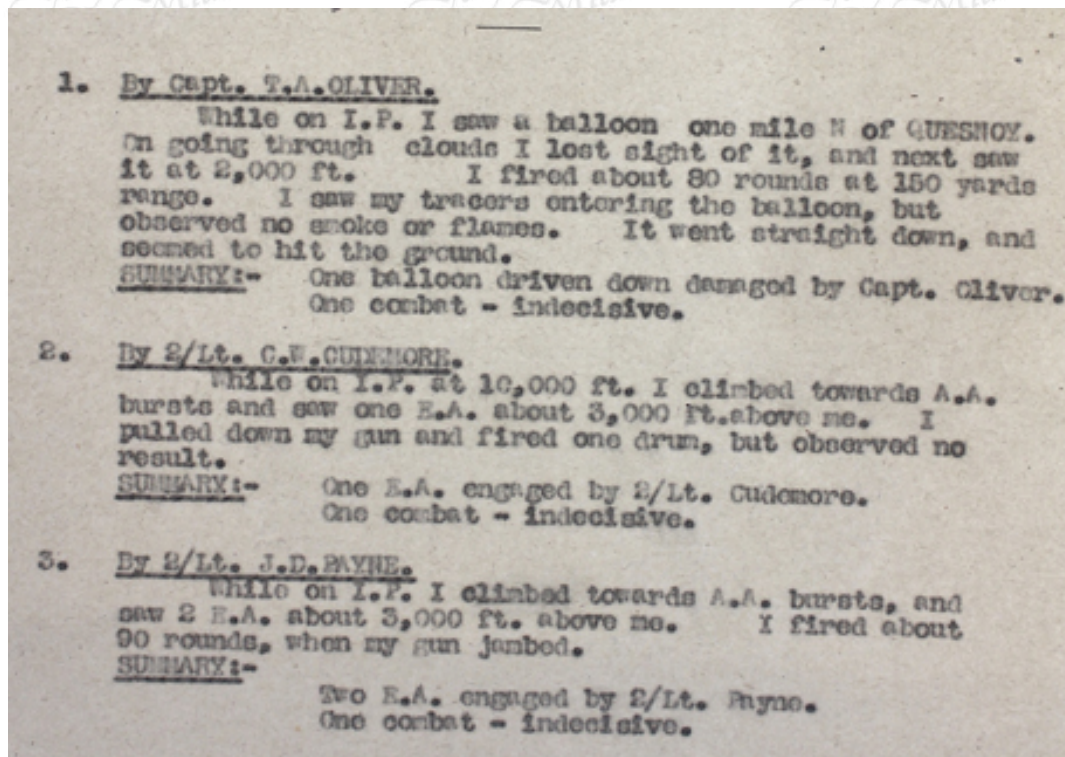 1. By Capt. T.A.OLIVER.
While on I.P. I saw a balloon one mile N of QUESNOY.
On going through clouds I lost sight of it, and next saw
it at 2,000 ft. I fired about 80 rounds at 150 yards
range. I saw my tracers entering the balloon, but
observed no smoke or flames. It went straight down, and
seemed to hit the ground.
SUMMARY:- One balloon driven down damaged by Capt. Oliver.
One combat - indecisive.
2. By 2/Lt. C.W.CUDEMORE.
While on I.P. at 10,000 ft. I climbed towards A.A.
bursts and saw one E.A. about 3,000 Ft.above me. I
pulled down my gun and fired one drum, but observed no
result.
SUMMARY:- One E.A. engaged by 2/Lt. Cudemore.
One combat - indecisive.
3. By 2/Lt. J.D.PAYNE.
While on I.P. I climbed towards A.A. bursts, and
saw 2 E.A. about 3,000 ft. above me. I fired about
90 rounds, when my gun jambed.
SUMMARY:-
Two E.A. engaged by 2/Lt. Payne.
One combat - indecisive.